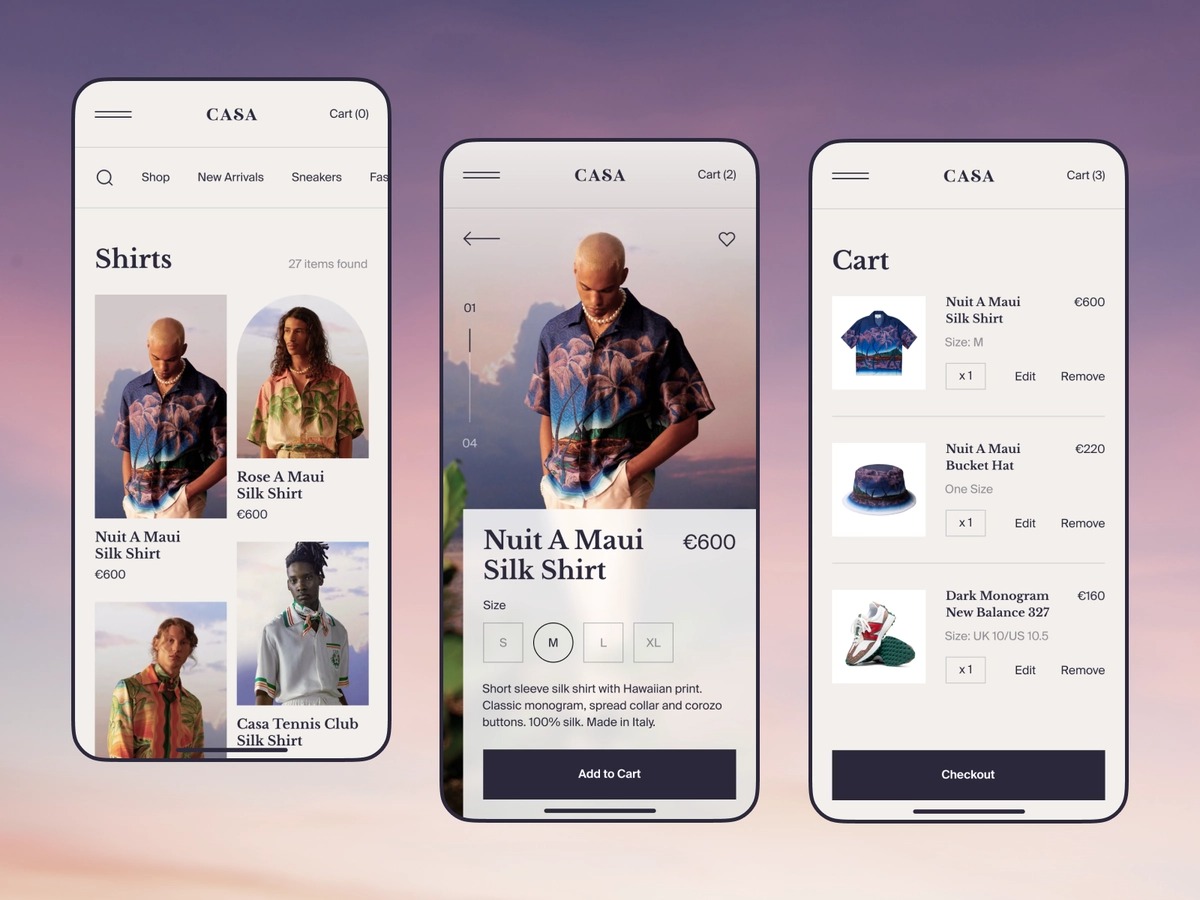 CASA
Cart (0)
Shop
New Arrivals
Sneakers
Fas
Shirts
27 items found
Nuit A Maui
Silk Shirt
€600
Rose A Maui
Silk Shirt
€600
Casa Tennis Club
Silk Shirt
CASA
Cart (2)
01
04
Nuit A Maui
Silk Shirt
€600
Size
S
M
L
XL
Short sleeve silk shirt with Hawaiian print.
Classic monogram, spread collar and corozo
buttons. 100% silk. Made in Italy.
Add to Cart
CASA
Cart (3)
Cart
Nuit A Maui
Silk Shirt
€600
Size: M
x 1
Edit
Remove
Nuit A Maui
Bucket Hat
€220
One Size
x 1
Edit
Remove
Dark Monogram
New Balance 327
€160
Size: UK 10/US 10.5
x 1
Edit
Remove
Checkout